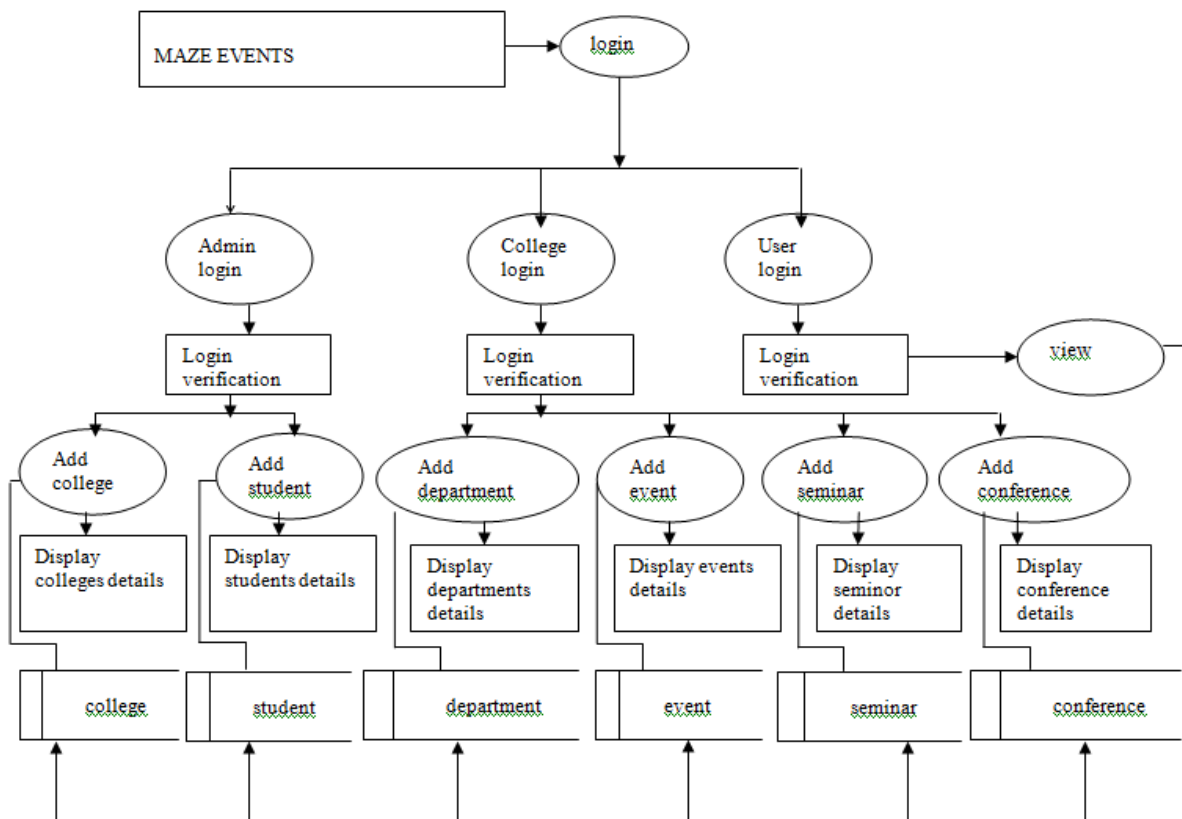 MAZE EVENTS
login
Admin
login
College
login
User
login
Login
verification
Login
verification
Login
verification
view
Add
college
Add
student
Add
department
Add
event
Add
seminar
Add
conference
Display
colleges details
Display
students details
Display
departments
details
Display events
details
Display
seminor
details
Display
conference
details
college
student
department
event
seminar
conference